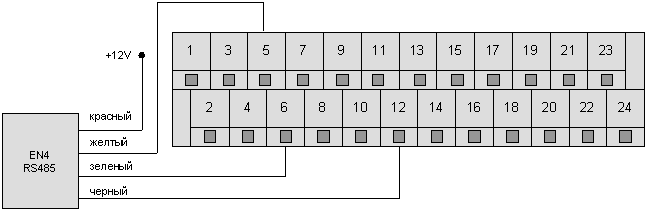 1 3 5 7 9 11 13 15 17 19 21 23
+12V
2 4 6 8 10 12 14 16 18 20 22 24
красный
желтый
EN4
RS485
зеленый
черный